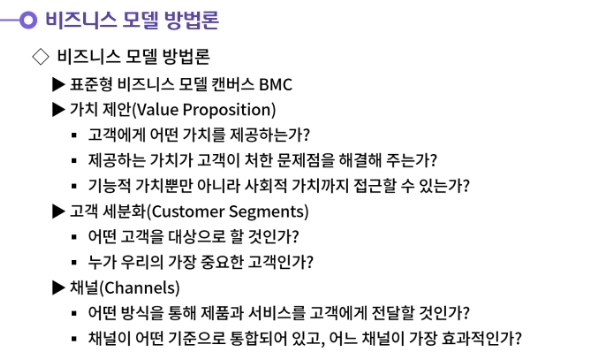 비즈니스 모델 방법론
◇ 비즈니스 모델 방법론
▶ 표준형 비즈니스 모델 캔버스 BMC
▶ 가치 제안(Value Proposition)
▪ 고객에게 어떤 가치를 제공하는가?
▪ 제공하는 가치가 고객이 처한 문제점을 해결해 주는가?
▪ 기능적 가치뿐만 아니라 사회적 가치까지 접근할 수 있는가?
▶ 고객 세분화(Customer Segments)
▪ 어떤 고객을 대상으로 할 것인가?
▪ 누가 우리의 가장 중요한 고객인가?
▶ 채널(Channels)
▪ 어떤 방식을 통해 제품과 서비스를 고객에게 전달할 것인가?
▪ 채널이 어떤 기준으로 통합되어 있고, 어느 채널이 가장 효과적인가?